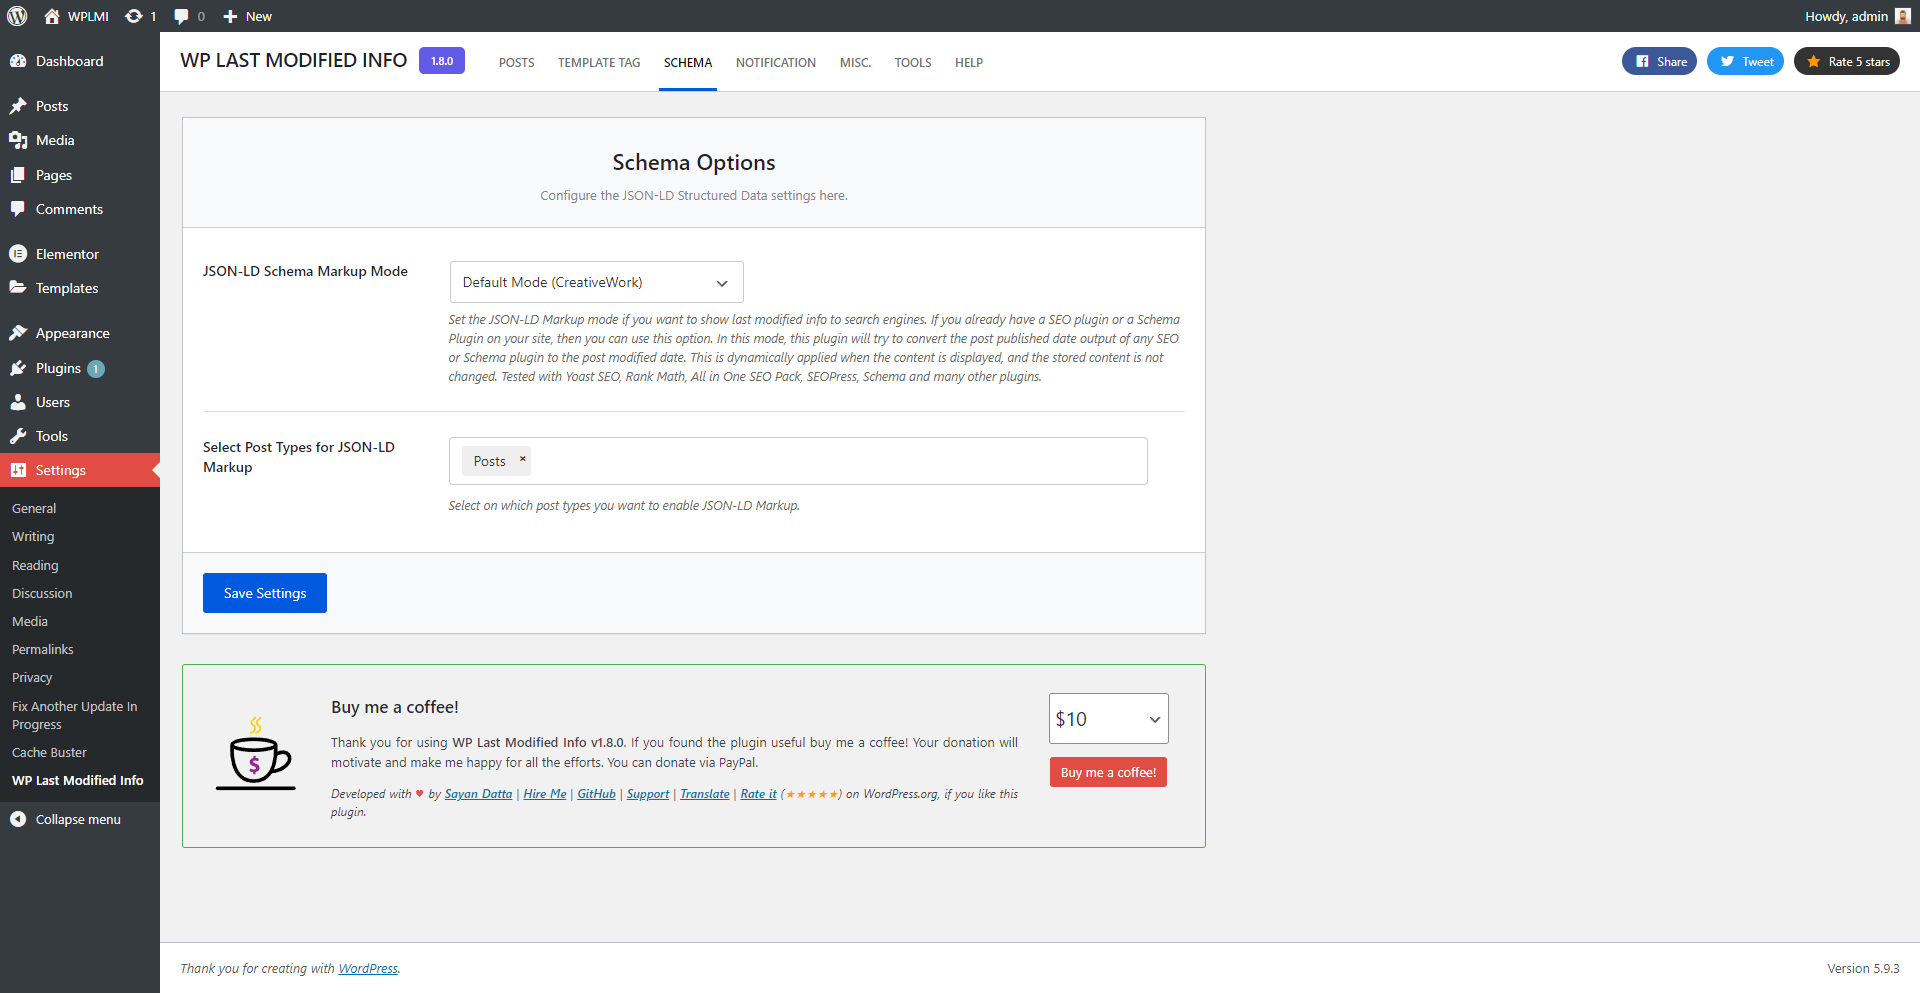 WPLMI 1 0 New Howdy, admin
WP LAST MODIFIED INFO 1.8.0 POSTS TEMPLATE TAG SCHEMA NOTIFICATION MISC. TOOLS HELP Share Tweet Rate 5 stars
Dashboard
Posts
Media
Pages
Comments
Elementor
Templates
Appearance
Plugins 1
Users
Tools
Settings
General
Writing
Reading
Discussion
Media
Permalinks
Privacy
Fix Another Update In
Progress
Cache Buster
WP Last Modified Info
Collapse menu
Schema Options
Configure the JSON-LD Structured Data settings here.
JSON-LD Schema Markup Mode
Default Mode (CreativeWork)
Set the JSON-LD Markup mode if you want to show last modified info to search engines. If you already have a SEO plugin or a Schema
Plugin on your site, then you can use this option. In this mode, this plugin will try to convert the post published date output of any SEO
or Schema plugin to the post modified date. This is dynamically applied when the content is displayed, and the stored content is not
changed. Tested with Yoast SEO, Rank Math, All in One SEO Pack, SEOPress, Schema and many other plugins.
Select Post Types for JSON-LD
Markup
Posts ×
Select on which post types you want to enable JSON-LD Markup.
Save Settings
$
Buy me a coffee!
Thank you for using WP Last Modified Info v1.8.0. If you found the plugin useful buy me a coffee! Your donation will
motivate and make me happy for all the efforts. You can donate via PayPal.
Developed with ♥ by Sayan Datta | Hire Me | GitHub | Support | Translate | Rate it (★★★★★) on WordPress.org, if you like this
plugin.
$10
Buy me a coffee!
Thank you for creating with WordPress.
Version 5.9.3